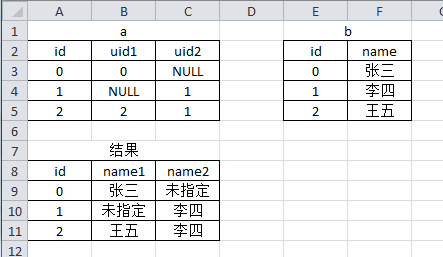 A B C D E F
1 a b
2 id uid1 uid2 id name
3 0 0 NULL 0 张三
4 1 NULL 1 1 李四
5 2 2 1 2 王五
6
7 结果
8 id name1 name2
9 0 张三 未指定
10 1 未指定 李四
11 2 王五 李四
12